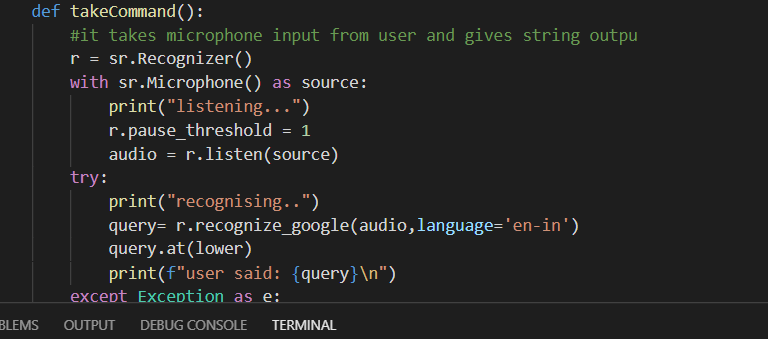 def takeCommand():
#it takes microphone input from user and gives string outpu
r = sr.Recognizer()
with sr.Microphone() as source:
print("listening...")
r.pause_threshold = 1
audio = r.listen(source)
try:
print("recognising..")
query= r.recognize_google(audio,language='en-in')
query.at(lower)
print(f"user said: {query}\n")
except Exception as e:
BLEMS OUTPUT DEBUG CONSOLE TERMINAL